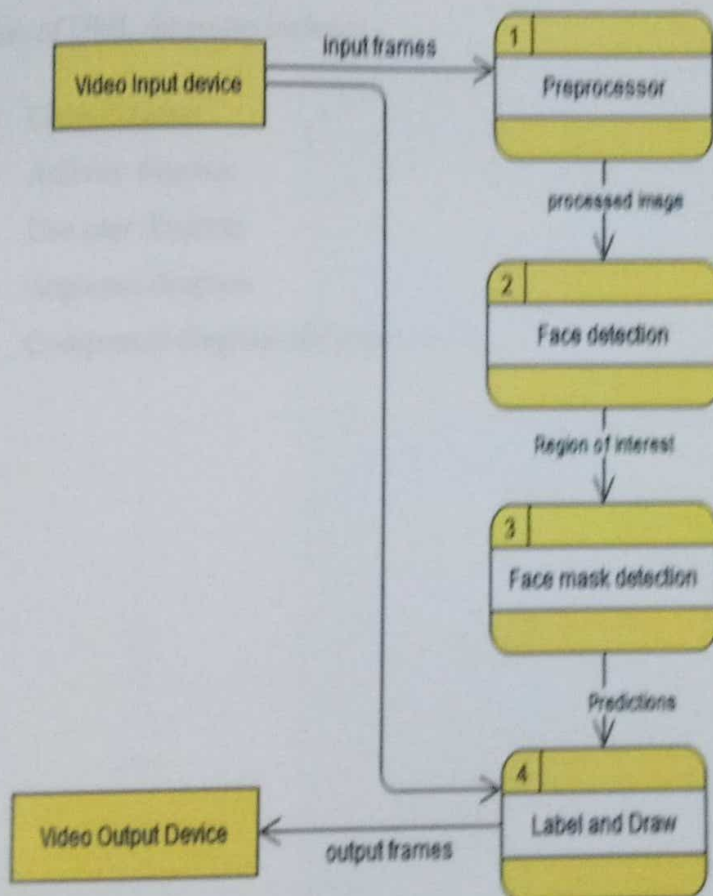 Video Input device
input frames
1
Preprocessor
processed image
2
Face detection
Region of interest
3
Face mask detection
Predictions
4
Label and Draw
output frames
Video Output Device